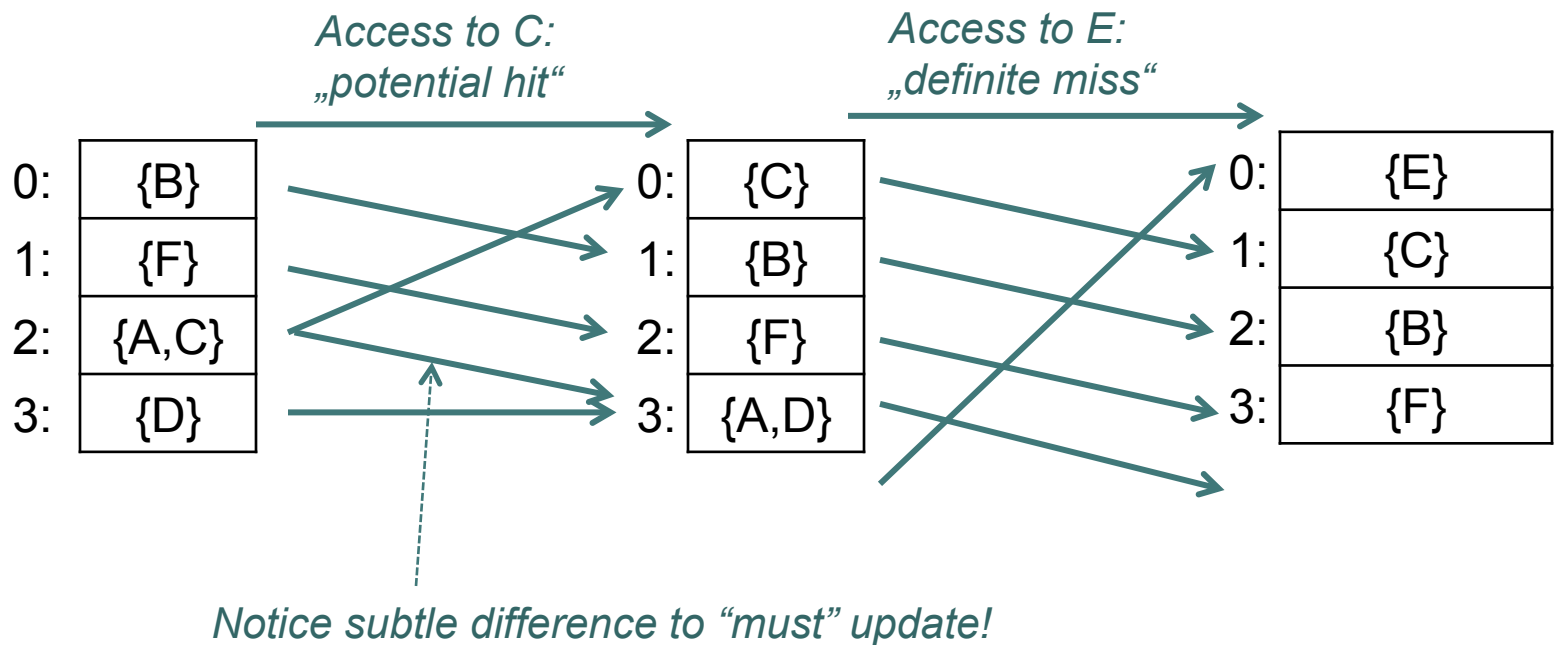 Access to C:
„potential hit“
Access to E:
„definite miss“
0: {B}
1: {F}
2: {A,C}
3: {D}
0: {C}
1: {B}
2: {F}
3: {A,D}
0: {E}
1: {C}
2: {B}
3: {F}
Notice subtle difference to “must” update!